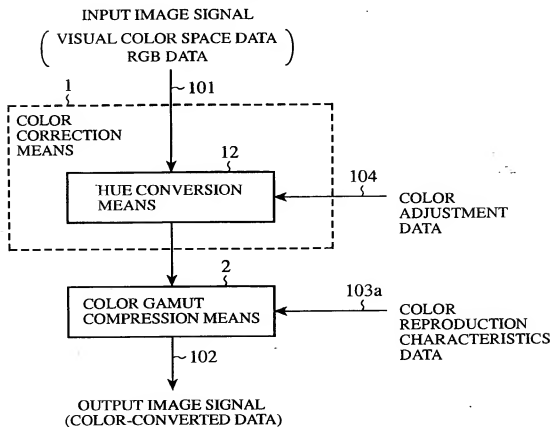 INPUT IMAGE SIGNAL
( VISUAL COLOR SPACE DATA
RGB DATA )
1
101
COLOR
CORRECTION
MEANS
12
HUE CONVERSION
MEANS
104
COLOR
ADJUSTMENT
DATA
2
COLOR GAMUT
COMPRESSION MEANS
103a
COLOR
REPRODUCTION
CHARACTERISTICS
DATA
102
OUTPUT IMAGE SIGNAL
(COLOR-CONVERTED DATA)